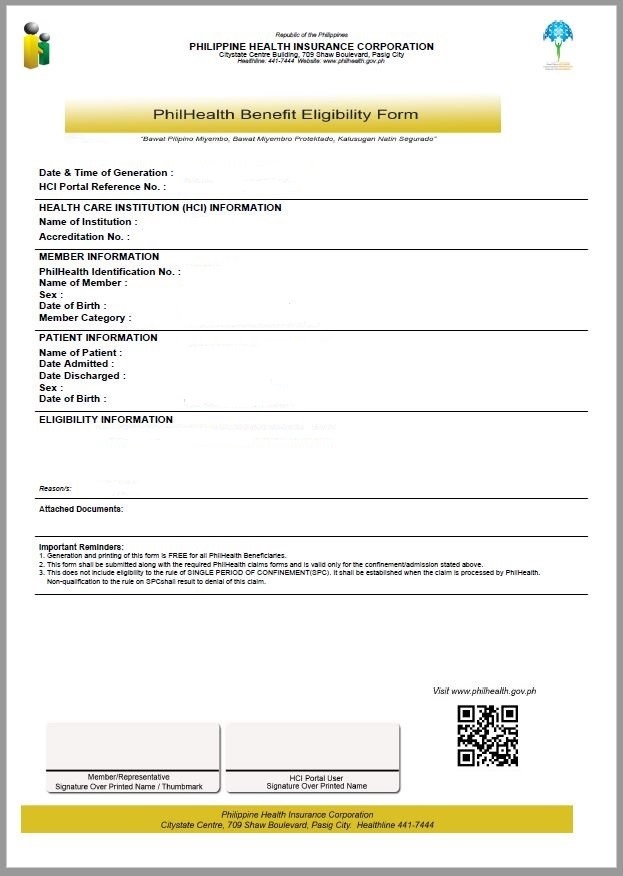 Republic of the Philippines
PHILIPPINE HEALTH INSURANCE CORPORATION
Citystate Centre Building, 709 Shaw Boulevard, Pasig City
Healthline: 441-7444 Website: www.philhealth.gov.ph
PhilHealth Benefit Eligibility Form
"Bawat Pilipino Miyembo, Bawat Miyembro Protektado, Kalusugan Natin Segurado"
Date & Time of Generation :
HCI Portal Reference No. :
HEALTH CARE INSTITUTION (HCI) INFORMATION
Name of Institution :
Accreditation No. :
MEMBER INFORMATION
PhilHealth Identification No. :
Name of Member :
Sex :
Date of Birth :
Member Category :
PATIENT INFORMATION
Name of Patient :
Date Admitted :
Date Discharged :
Sex :
Date of Birth :
ELIGIBILITY INFORMATION
Reason/s:
Attached Documents:
Important Reminders:
1. Generation and printing of this form is FREE for all PhilHealth Beneficiaries.
2. This form shall be submitted along with the required PhilHealth claims forms and is valid only for the confinement/admission stated above.
3. This does not include eligibility to the rule of SINGLE PERIOD OF CONFINEMENT(SPC). It shall be established when the claim is processed by PhilHealth.
Non-qualification to the rule on SPCshall result to denial of this claim.
Visit www.philhealth.gov.ph
Member/Representative
Signature Over Printed Name / Thumbmark
HCI Portal User
Signature Over Printed Name
Philippine Health Insurance Corporation
Citystate Centre, 709 Shaw Boulevard, Pasig City. Healthline 441-7444